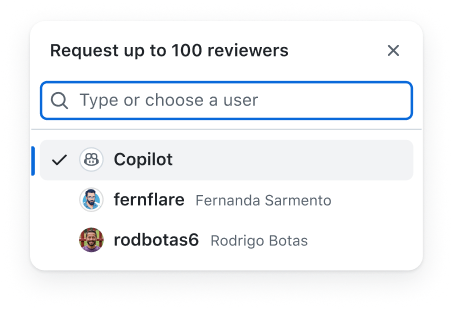 Request up to 100 reviewers
Type or choose a user
Copilot
fernflare Fernanda Sarmento
rodbotas6 Rodrigo Botas